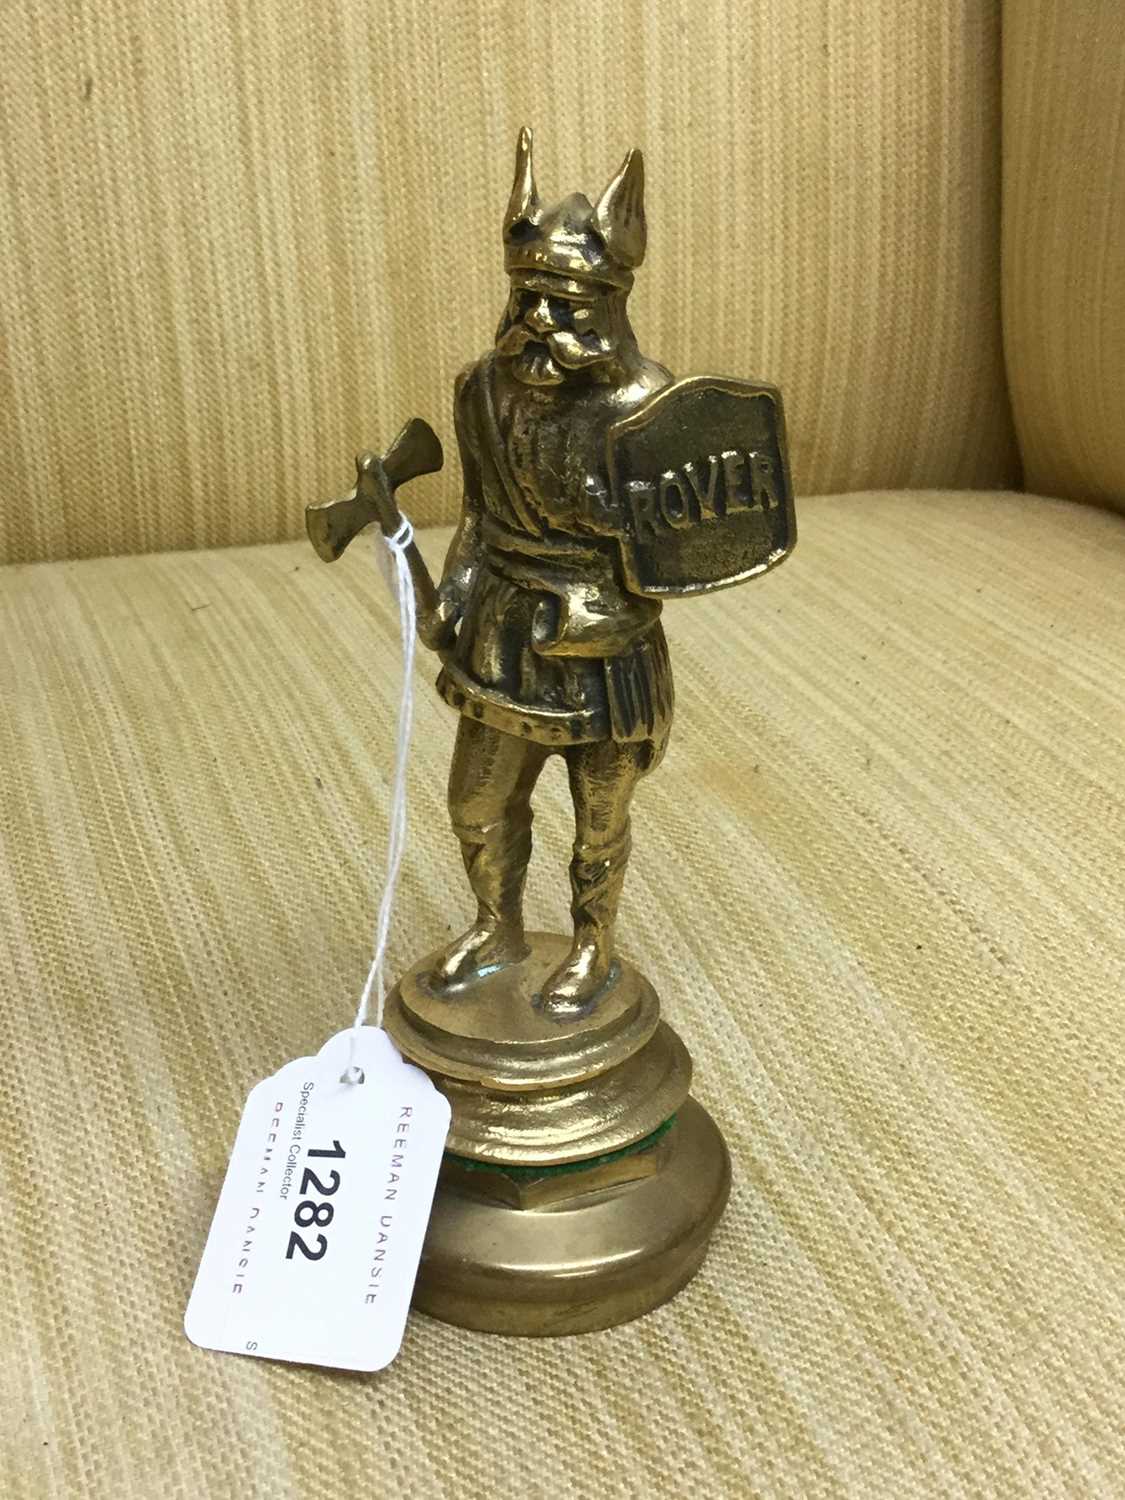 ROVER
REEMAN DANSIE
1282
Specialist Collector
REEMAN DANSIE
S